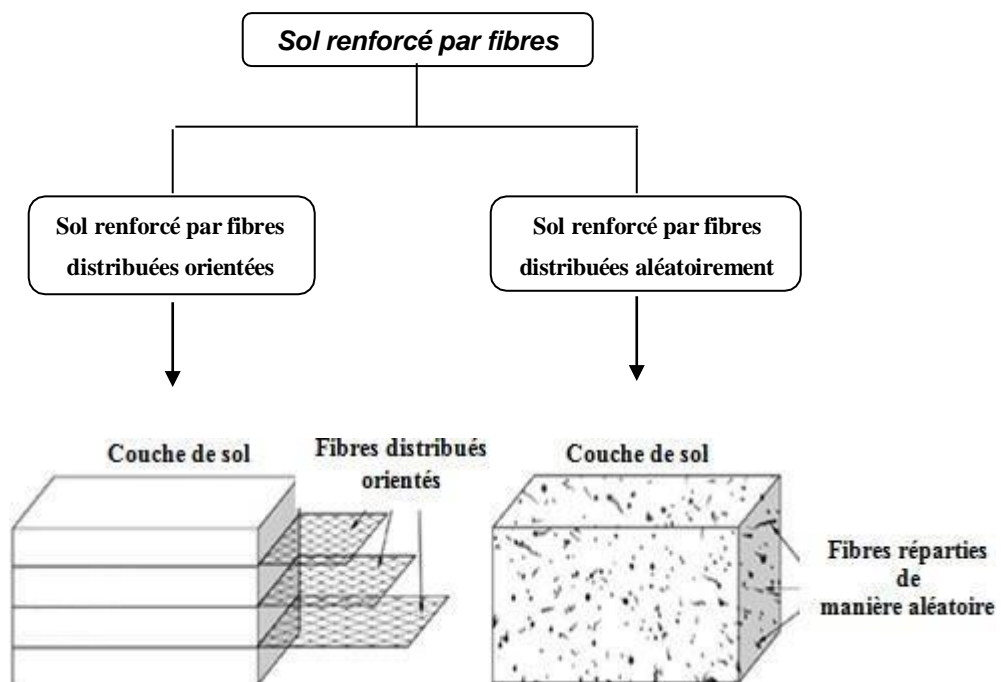 Sol renforcé par fibres
Sol renforcé par fibres
distribuées orientées
Sol renforcé par fibres
distribuées aléatoirement
Couche de sol
Fibres distribués
orientés
Couche de sol
Fibres réparties
de
manière aléatoire